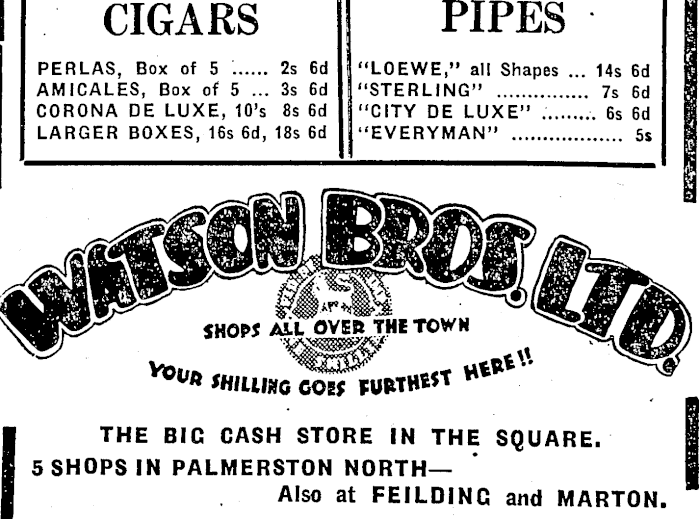 CIGARS
PERLAS, Box of 5 ...... 2s 6d
AMICALES, Box of 5 ... 3s 6d
CORONA DE LUXE, 10's 8s 6d
LARGER BOXES, 16s 6d, 18s 6d
PIPES
"LOEWE," all Shapes ... 14s 6d
"STERLING" ............... 7s 6d
"CITY DE LUXE" ......... 6s 6d
"EVERYMAN" .................. 5s
WATSON BROS. LTD.
SHOPS ALL OVER THE TOWN
YOUR SHILLING GOES FURTHEST HERE!!
THE BIG CASH STORE IN THE SQUARE.
5 SHOPS IN PALMERSTON NORTH—
Also at FEILDING and MARTON.